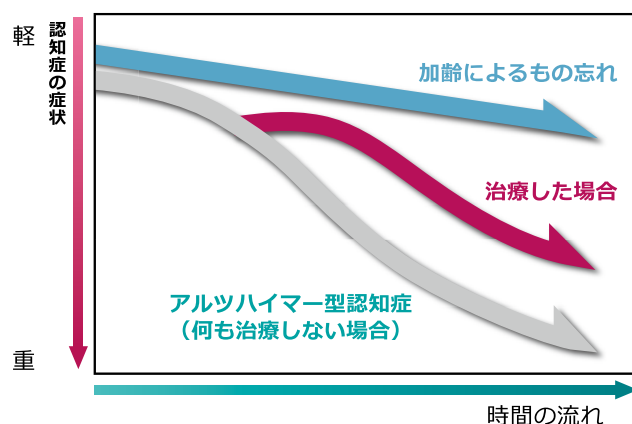 軽
認知症の症状
加齢によるもの忘れ
治療した場合
アルツハイマー型認知症
（何も治療しない場合）
重
時間の流れ